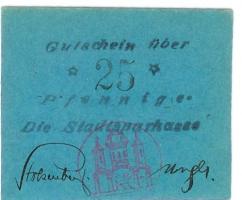 Gutschein über
* 25 *
Pfennige.
Die Stadtsparkasse